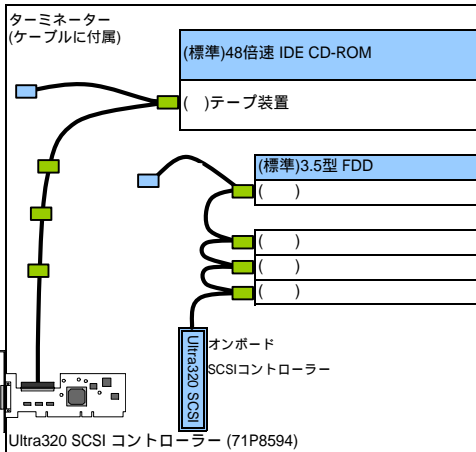 ターミネーター
(ケーブルに付属)
(標準)48倍速 IDE CD-ROM
(　)テープ装置
(標準)3.5型 FDD
(　　)
(　　)
(　　)
(　　)
Ultra320 SCSI
オンボード
SCSIコントローラー
Ultra320 SCSI コントローラー (71P8594)